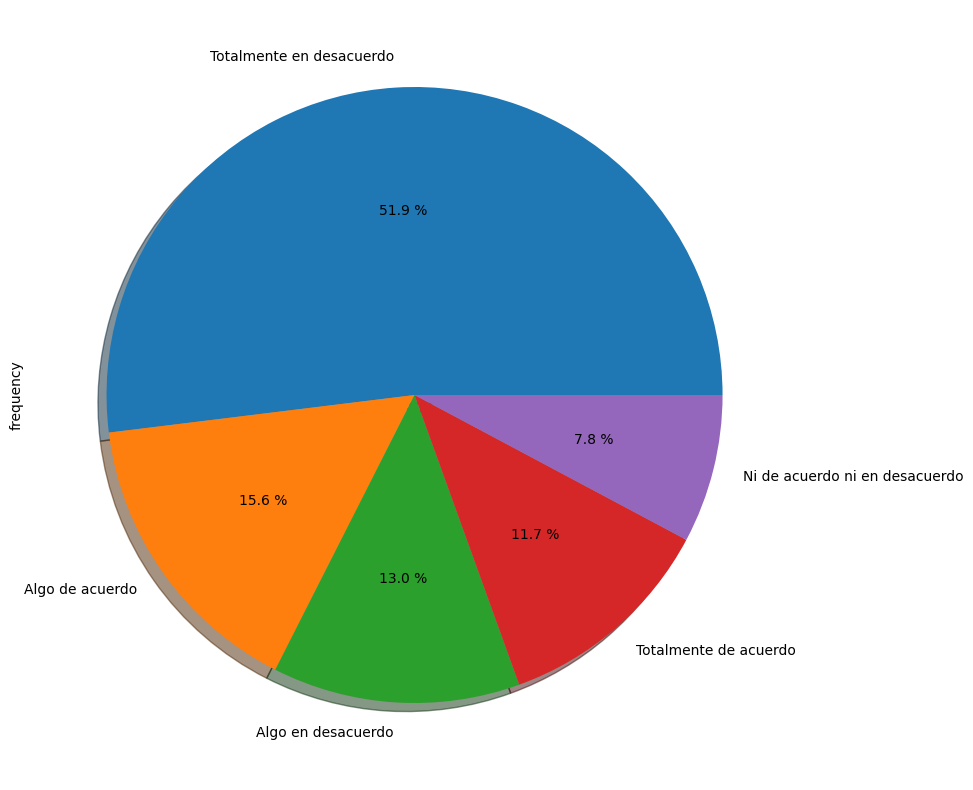 Totalmente en desacuerdo
51.9 %
frequency
7.8 %
Ni de acuerdo ni en desacuerdo
15.6 %
11.7 %
13.0 %
Algo de acuerdo
Totalmente de acuerdo
Algo en desacuerdo